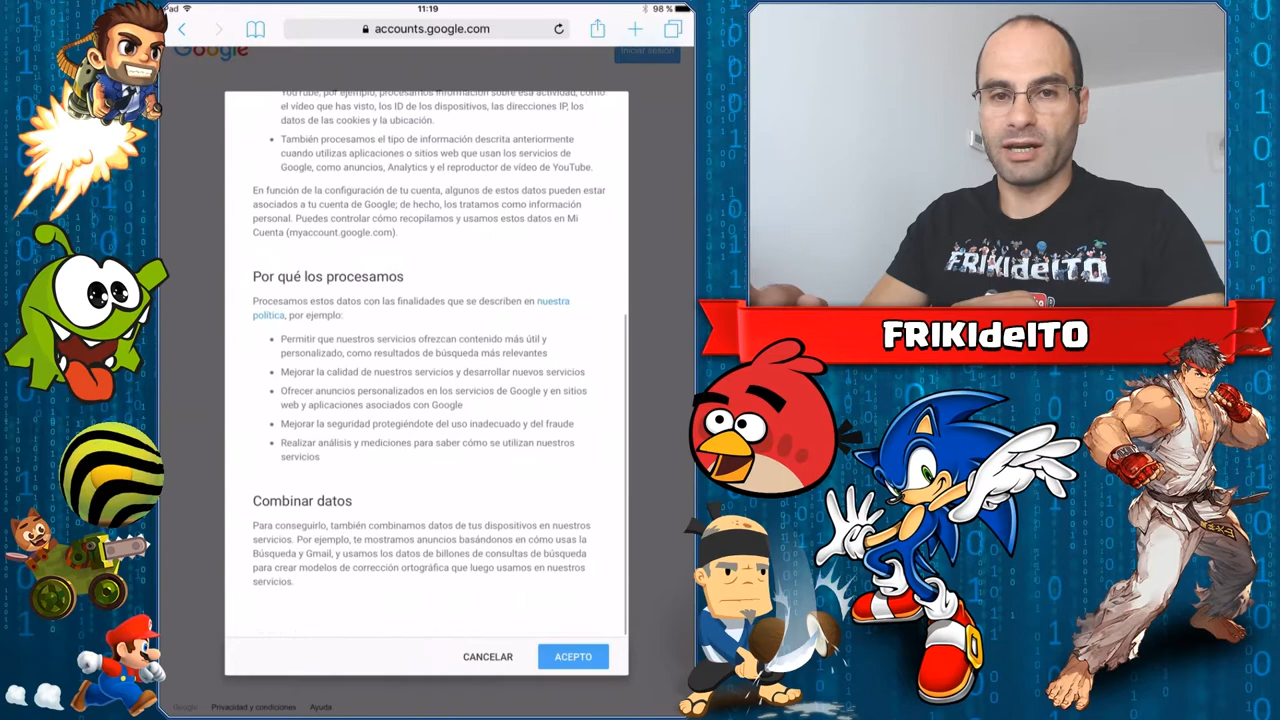 iPad
11:19
98 %
accounts.google.com
Google
Iniciar sesión
YouTube, por ejemplo, procesamos información sobre esa actividad, como
el vídeo que has visto, los ID de los dispositivos, las direcciones IP, los
datos de las cookies y la ubicación.
• También procesamos el tipo de información descrita anteriormente
cuando utilizas aplicaciones o sitios web que usan los servicios de
Google, como anuncios, Analytics y el reproductor de vídeo de YouTube.
En función de la configuración de tu cuenta, algunos de estos datos pueden estar
asociados a tu cuenta de Google; de hecho, los tratamos como información
personal. Puedes controlar cómo recopilamos y usamos estos datos en Mi
Cuenta (myaccount.google.com).
Por qué los procesamos
Procesamos estos datos con las finalidades que se describen en nuestra
política, por ejemplo:
• Permitir que nuestros servicios ofrezcan contenido más útil y
personalizado, como resultados de búsqueda más relevantes
• Mejorar la calidad de nuestros servicios y desarrollar nuevos servicios
• Ofrecer anuncios personalizados en los servicios de Google y en sitios
web y aplicaciones asociados con Google
• Mejorar la seguridad protegiéndote del uso inadecuado y del fraude
• Realizar análisis y mediciones para saber cómo se utilizan nuestros
servicios
Combinar datos
Para conseguirlo, también combinamos datos de tus dispositivos en nuestros
servicios. Por ejemplo, te mostramos anuncios basándonos en cómo usas la
Búsqueda y Gmail, y usamos los datos de billones de consultas de búsqueda
para crear modelos de corrección ortográfica que luego usamos en nuestros
servicios.
CANCELAR
ACEPTO
Google
Privacidad y condiciones
Ayuda
FRIKIdelTO
FRIKIdelTO